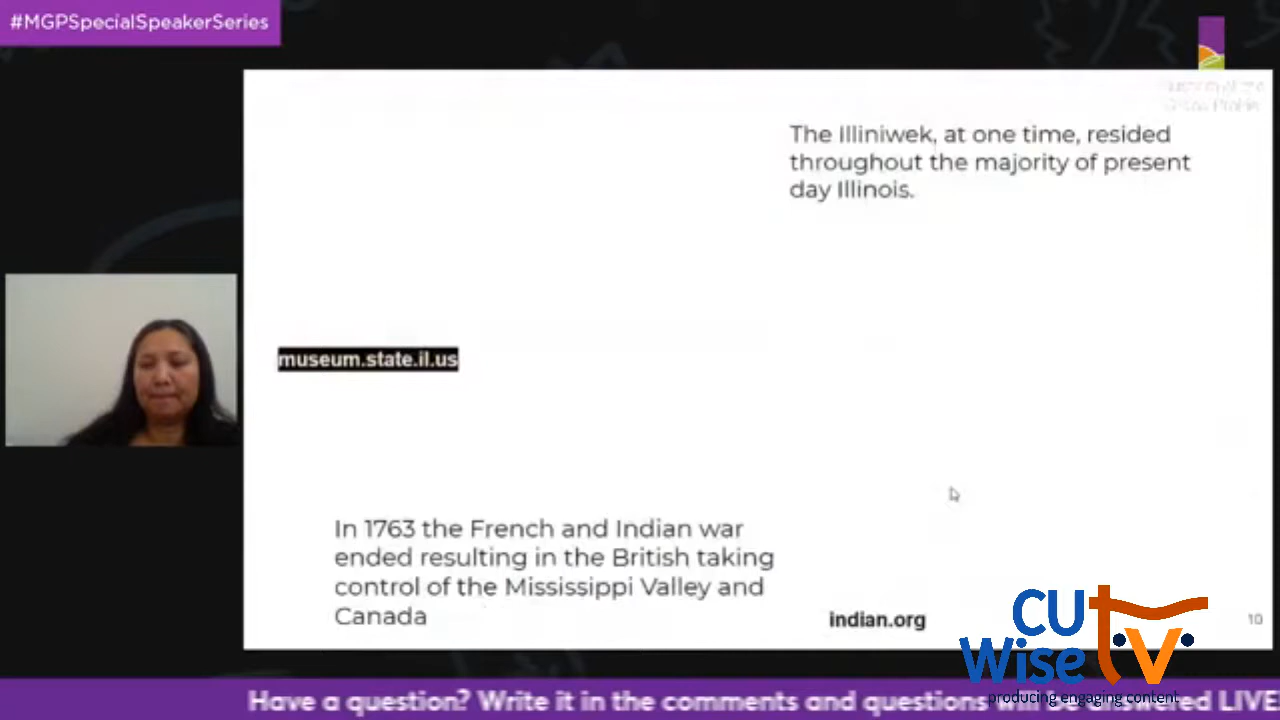 #MGPSpecialSpeakerSeries
The Illiniwek, at one time, resided
throughout the majority of present
day Illinois.
museum.state.il.us
In 1763 the French and Indian war
ended resulting in the British taking
control of the Mississippi Valley and
Canada
indian.org
10
CU
Wise tv
producing engaging content
Have a question? Write it in the comments and questions LIVE